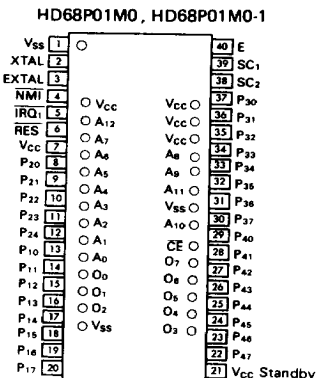 HD68P01M0, HD68P01M0-1
Vss 1
XTAL 2
EXTAL 3
NMI 4
IRQ1 5
RES 6
Vcc 7
P20 8
P21 9
P22 10
P23 11
P24 12
P10 13
P11 14
P12 15
P13 16
P14 17
P15 18
P16 19
P17 20
Vcc
A12
A7
A6
A5
A4
A3
A2
A1
A0
O0
O1
O2
Vss
Vcc
Vcc
Vcc
A8
A9
A11
Vss
A10
CE
O7
O6
O5
O4
O3
40 E
39 SC1
38 SC2
37 P30
36 P31
35 P32
34 P33
33 P34
32 P35
31 P36
30 P37
29 P40
28 P41
27 P42
26 P43
25 P44
24 P45
23 P46
22 P47
21 Vcc Standby